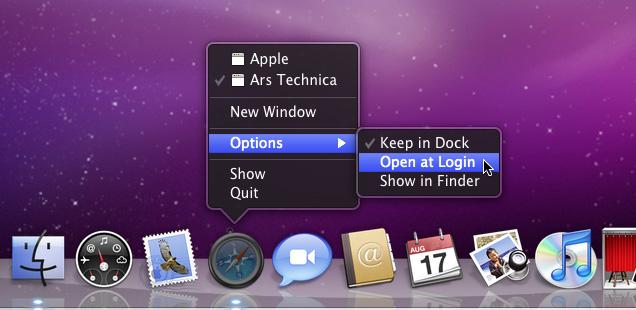 Apple
Ars Technica
New Window
Options
Keep in Dock
Open at Login
Show in Finder
Show
Quit
@
AUG
17